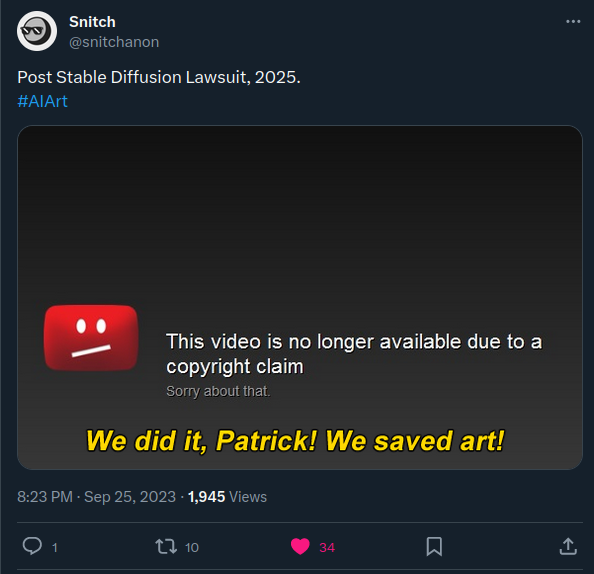 Snitch
@snitchanon
Post Stable Diffusion Lawsuit, 2025.
#AIArt
This video is no longer available due to a
copyright claim
Sorry about that.
We did it, Patrick! We saved art!
8:23 PM · Sep 25, 2023 · 1,945 Views
1 10 34